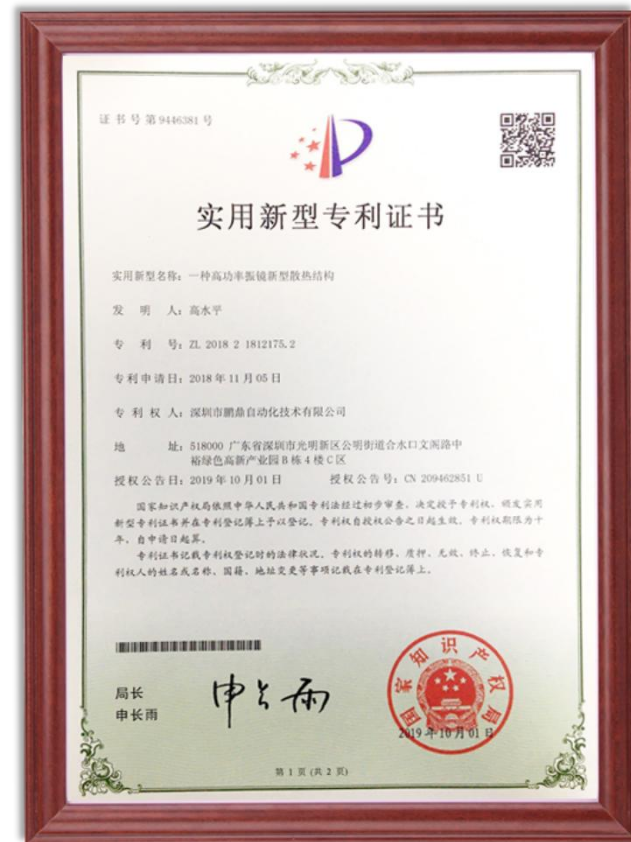 证书号第9446381号
实用新型专利证书
实用新型名称：一种高功率振镜新型散热结构
发明人：高水平
专利号：ZL 2018 2 1812175.2
专利申请日：2018年11月05日
专利权人：深圳市鹏鼎自动化技术有限公司
地址：518000 广东省深圳市光明新区公明街道合水口文阁路中
裕绿色高新产业园B栋4楼C区
授权公告日：2019年10月01日 授权公告号：CN 209462851 U
国家知识产权局依照中华人民共和国专利法经过初步审查，决定授予专利权，颁发实用
新型专利证书并在专利登记簿上予以登记。专利权自授权公告之日起生效。专利权期限为十
年，自申请日起算。
专利证书记载专利权登记时的法律状况。专利权的转移、质押、无效、终止、恢复和专
利权人的姓名或名称、国籍、地址变更等事项记载在专利登记簿上。
局长
申长雨
申长雨
国家知识产权局
2019年10月01日
第1页(共2页)